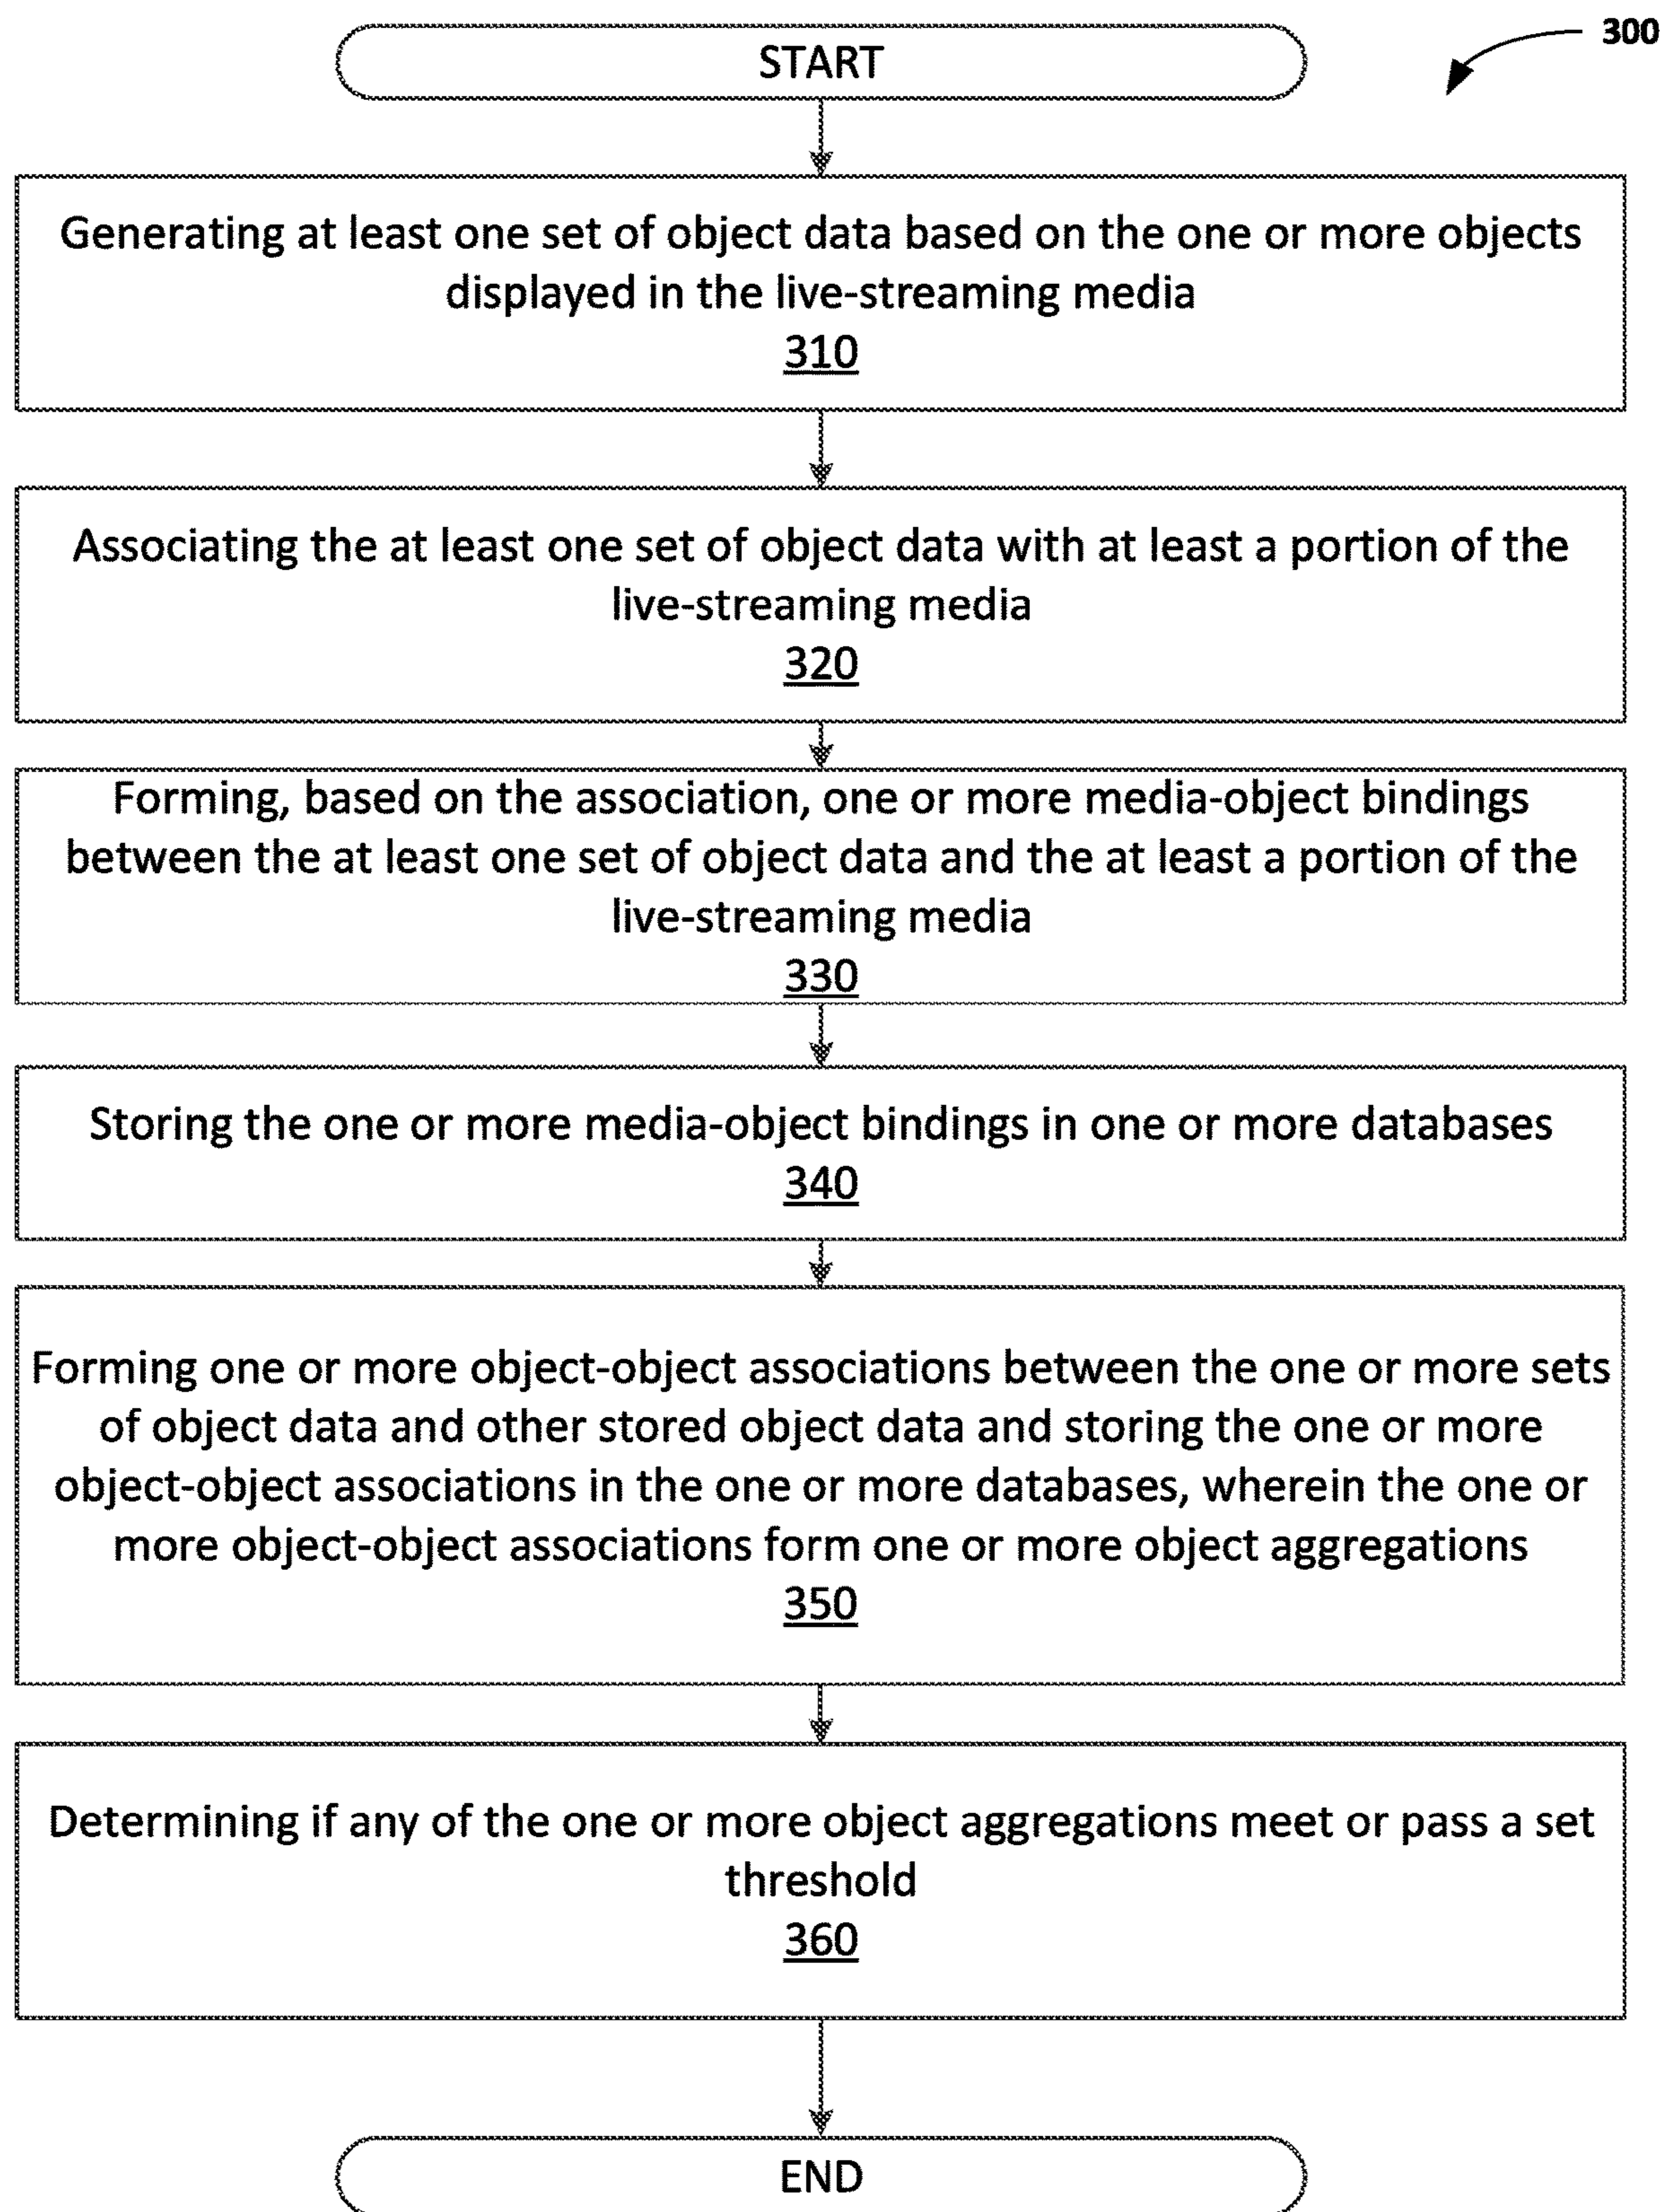 300
START
Generating at least one set of object data based on the one or more objects
displayed in the live-streaming media
310
Associating the at least one set of object data with at least a portion of the
live-streaming media
320
Forming, based on the association, one or more media-object bindings
between the at least one set of object data and the at least a portion of the
live-streaming media
330
Storing the one or more media-object bindings in one or more databases
340
Forming one or more object-object associations between the one or more sets
of object data and other stored object data and storing the one or more
object-object associations in the one or more databases, wherein the one or
more object-object associations form one or more object aggregations
350
Determining if any of the one or more object aggregations meet or pass a set
threshold
360
END